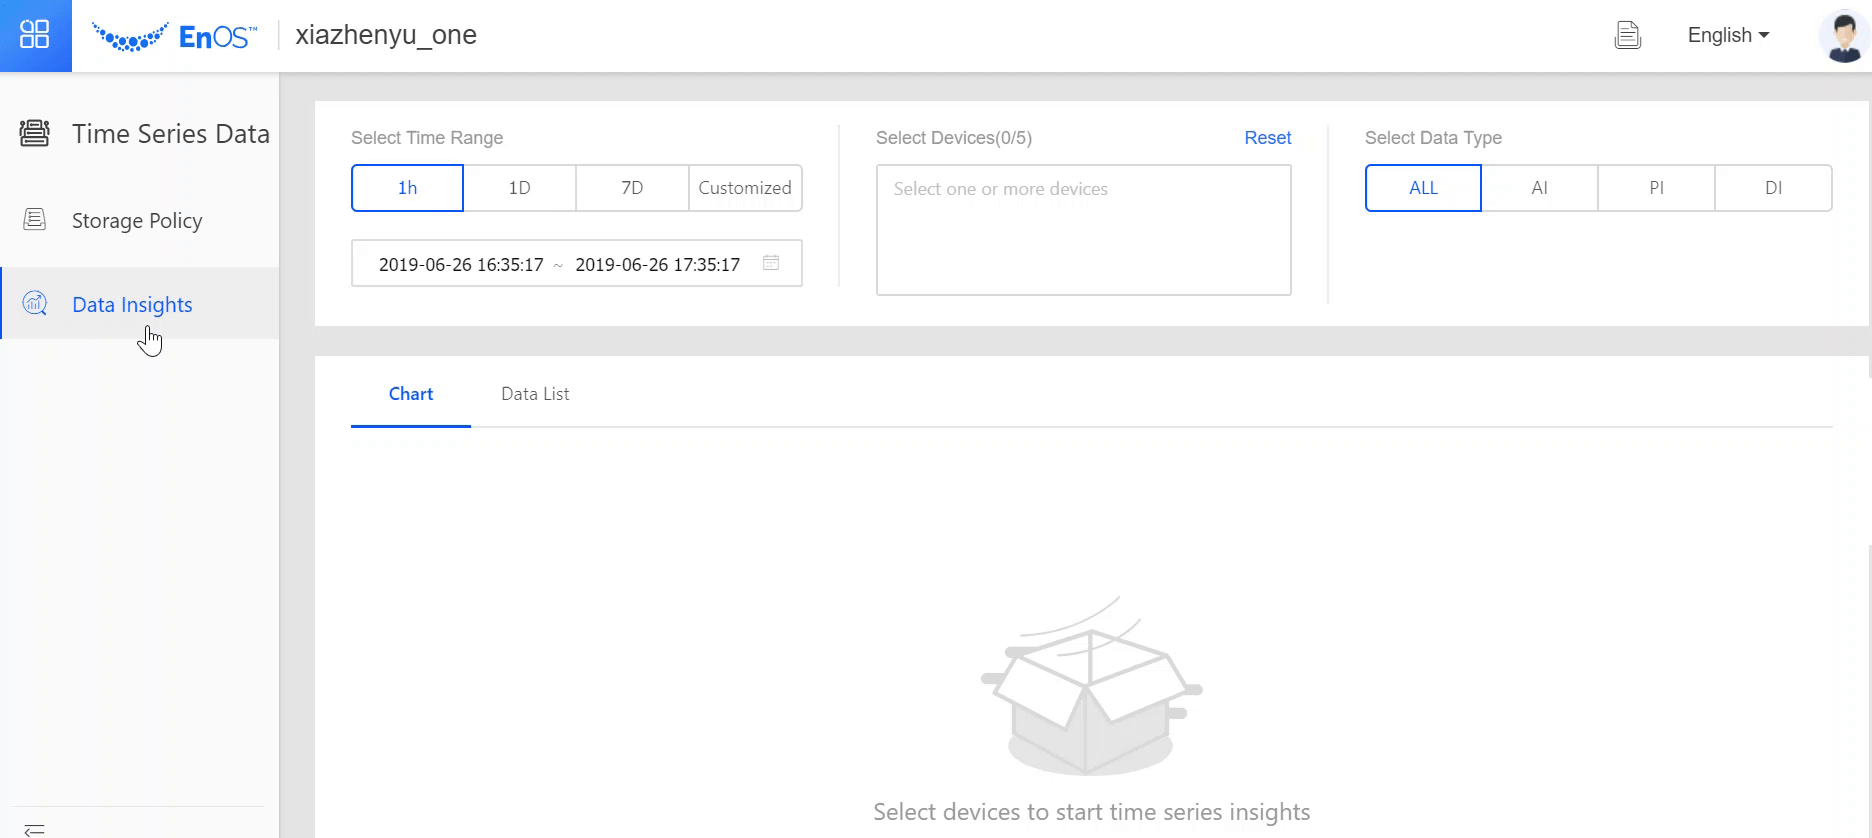 EnOS™
xiazhenyu_one
English
Time Series Data
Storage Policy
Data Insights
Select Time Range
1h
1D
7D
Customized
2019-06-26 16:35:17 ~ 2019-06-26 17:35:17
Select Devices(0/5)
Reset
Select one or more devices
Select Data Type
ALL
AI
PI
DI
Chart
Data List
Select devices to start time series insights